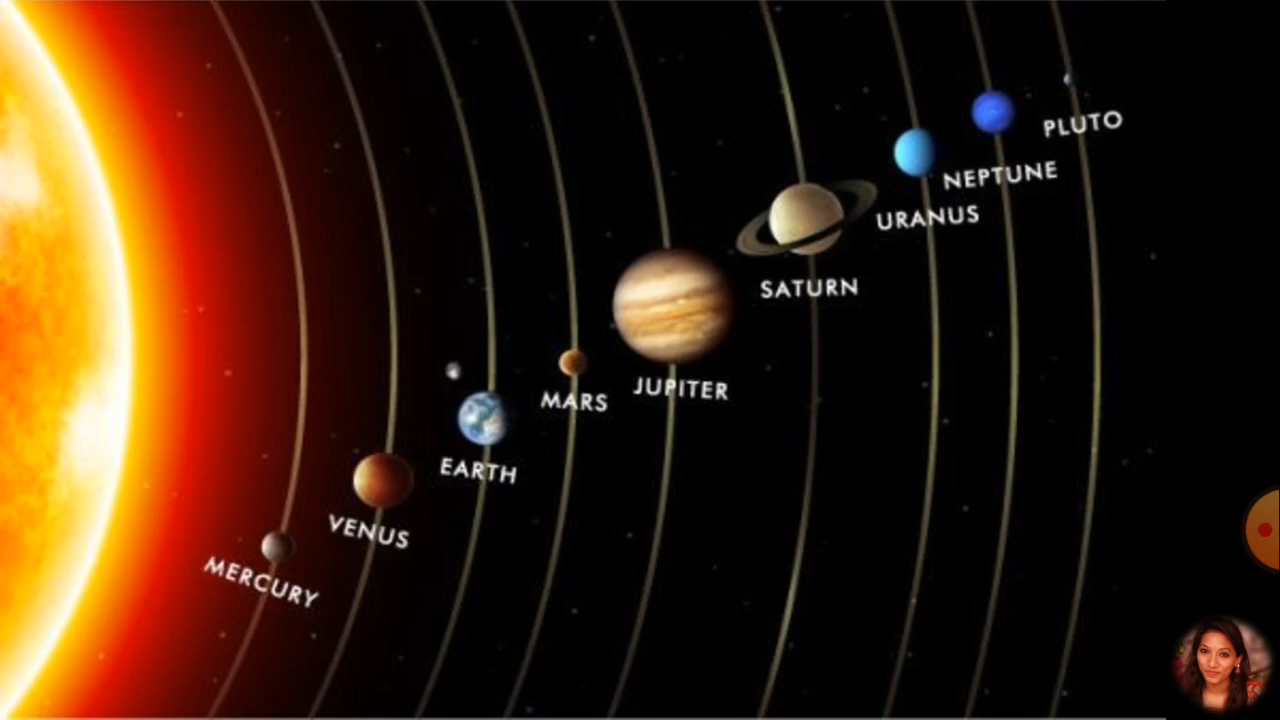 MERCURY
VENUS
EARTH
MARS
JUPITER
SATURN
URANUS
NEPTUNE
PLUTO